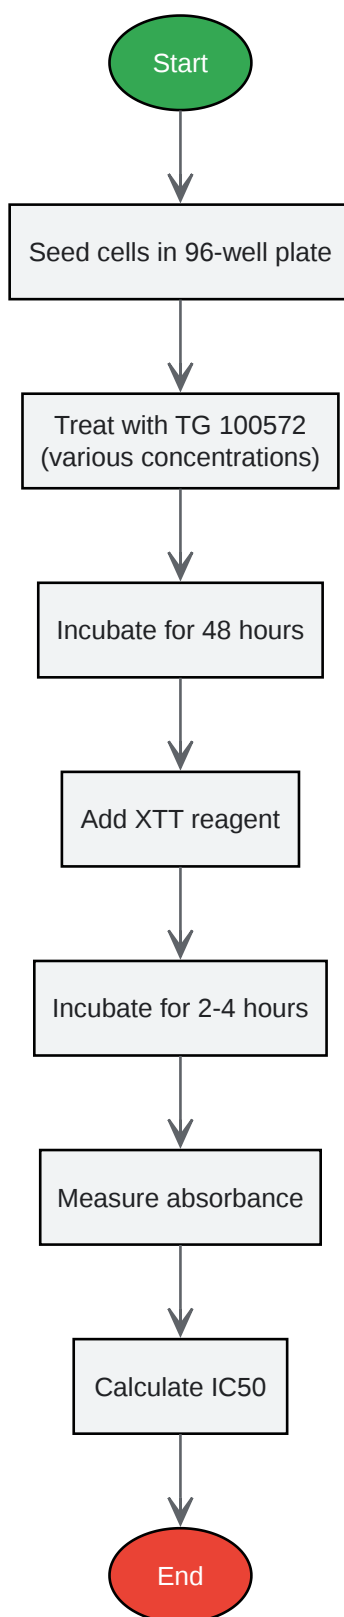 Start
Seed cells in 96-well plate
Treat with TG 100572
(various concentrations)
Incubate for 48 hours
Add XTT reagent
Incubate for 2-4 hours
Measure absorbance
Calculate IC50
End